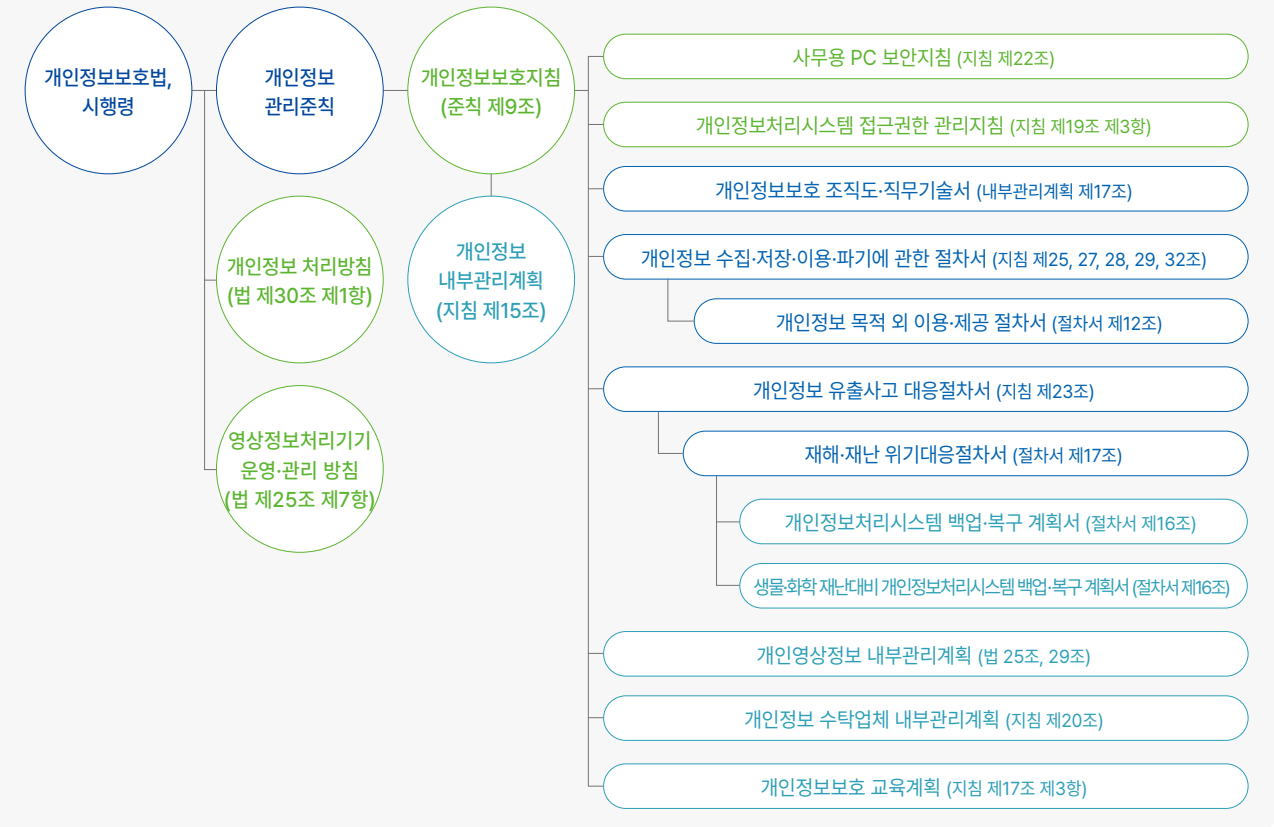 개인정보보호법,
시행령
개인정보
관리준칙
개인정보보호지침
(준칙 제9조)
개인정보 처리방침
(법 제30조 제1항)
개인정보
내부관리계획
(지침 제15조)
영상정보처리기기
운영·관리 방침
(법 제25조 제7항)
사무용 PC 보안지침 (지침 제22조)
개인정보처리시스템 접근권한 관리지침 (지침 제19조 제3항)
개인정보보호 조직도·직무기술서 (내부관리계획 제17조)
개인정보 수집·저장·이용·파기에 관한 절차서 (지침 제25, 27, 28, 29, 32조)
개인정보 목적 외 이용·제공 절차서 (절차서 제12조)
개인정보 유출사고 대응절차서 (지침 제23조)
재해·재난 위기대응절차서 (절차서 제17조)
개인정보처리시스템 백업·복구 계획서 (절차서 제16조)
생물·화학 재난대비 개인정보처리시스템 백업·복구 계획서 (절차서 제16조)
개인영상정보 내부관리계획 (법 25조, 29조)
개인정보 수탁업체 내부관리계획 (지침 제20조)
개인정보보호 교육계획 (지침 제17조 제3항)